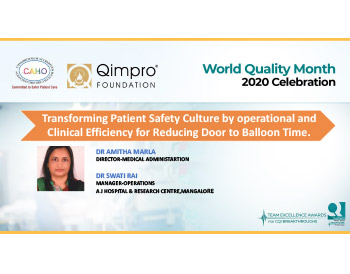 CAHO
Committed to Safer Patient Care
Qimpro®
FOUNDATION
World Quality Month
2020 Celebration
Transforming Patient Safety Culture by operational and
Clinical Efficiency for Reducing Door to Balloon Time.
DR AMITHA MARLA
DIRECTOR-MEDICAL ADMINISTARTION
DR SWATI RAI
MANAGER-OPERATIONS
A J HOSPITAL & RESEARCH CENTRE,MANGALORE
TEAM EXCELLENCE AWARDS
BREAKTHROUGHS